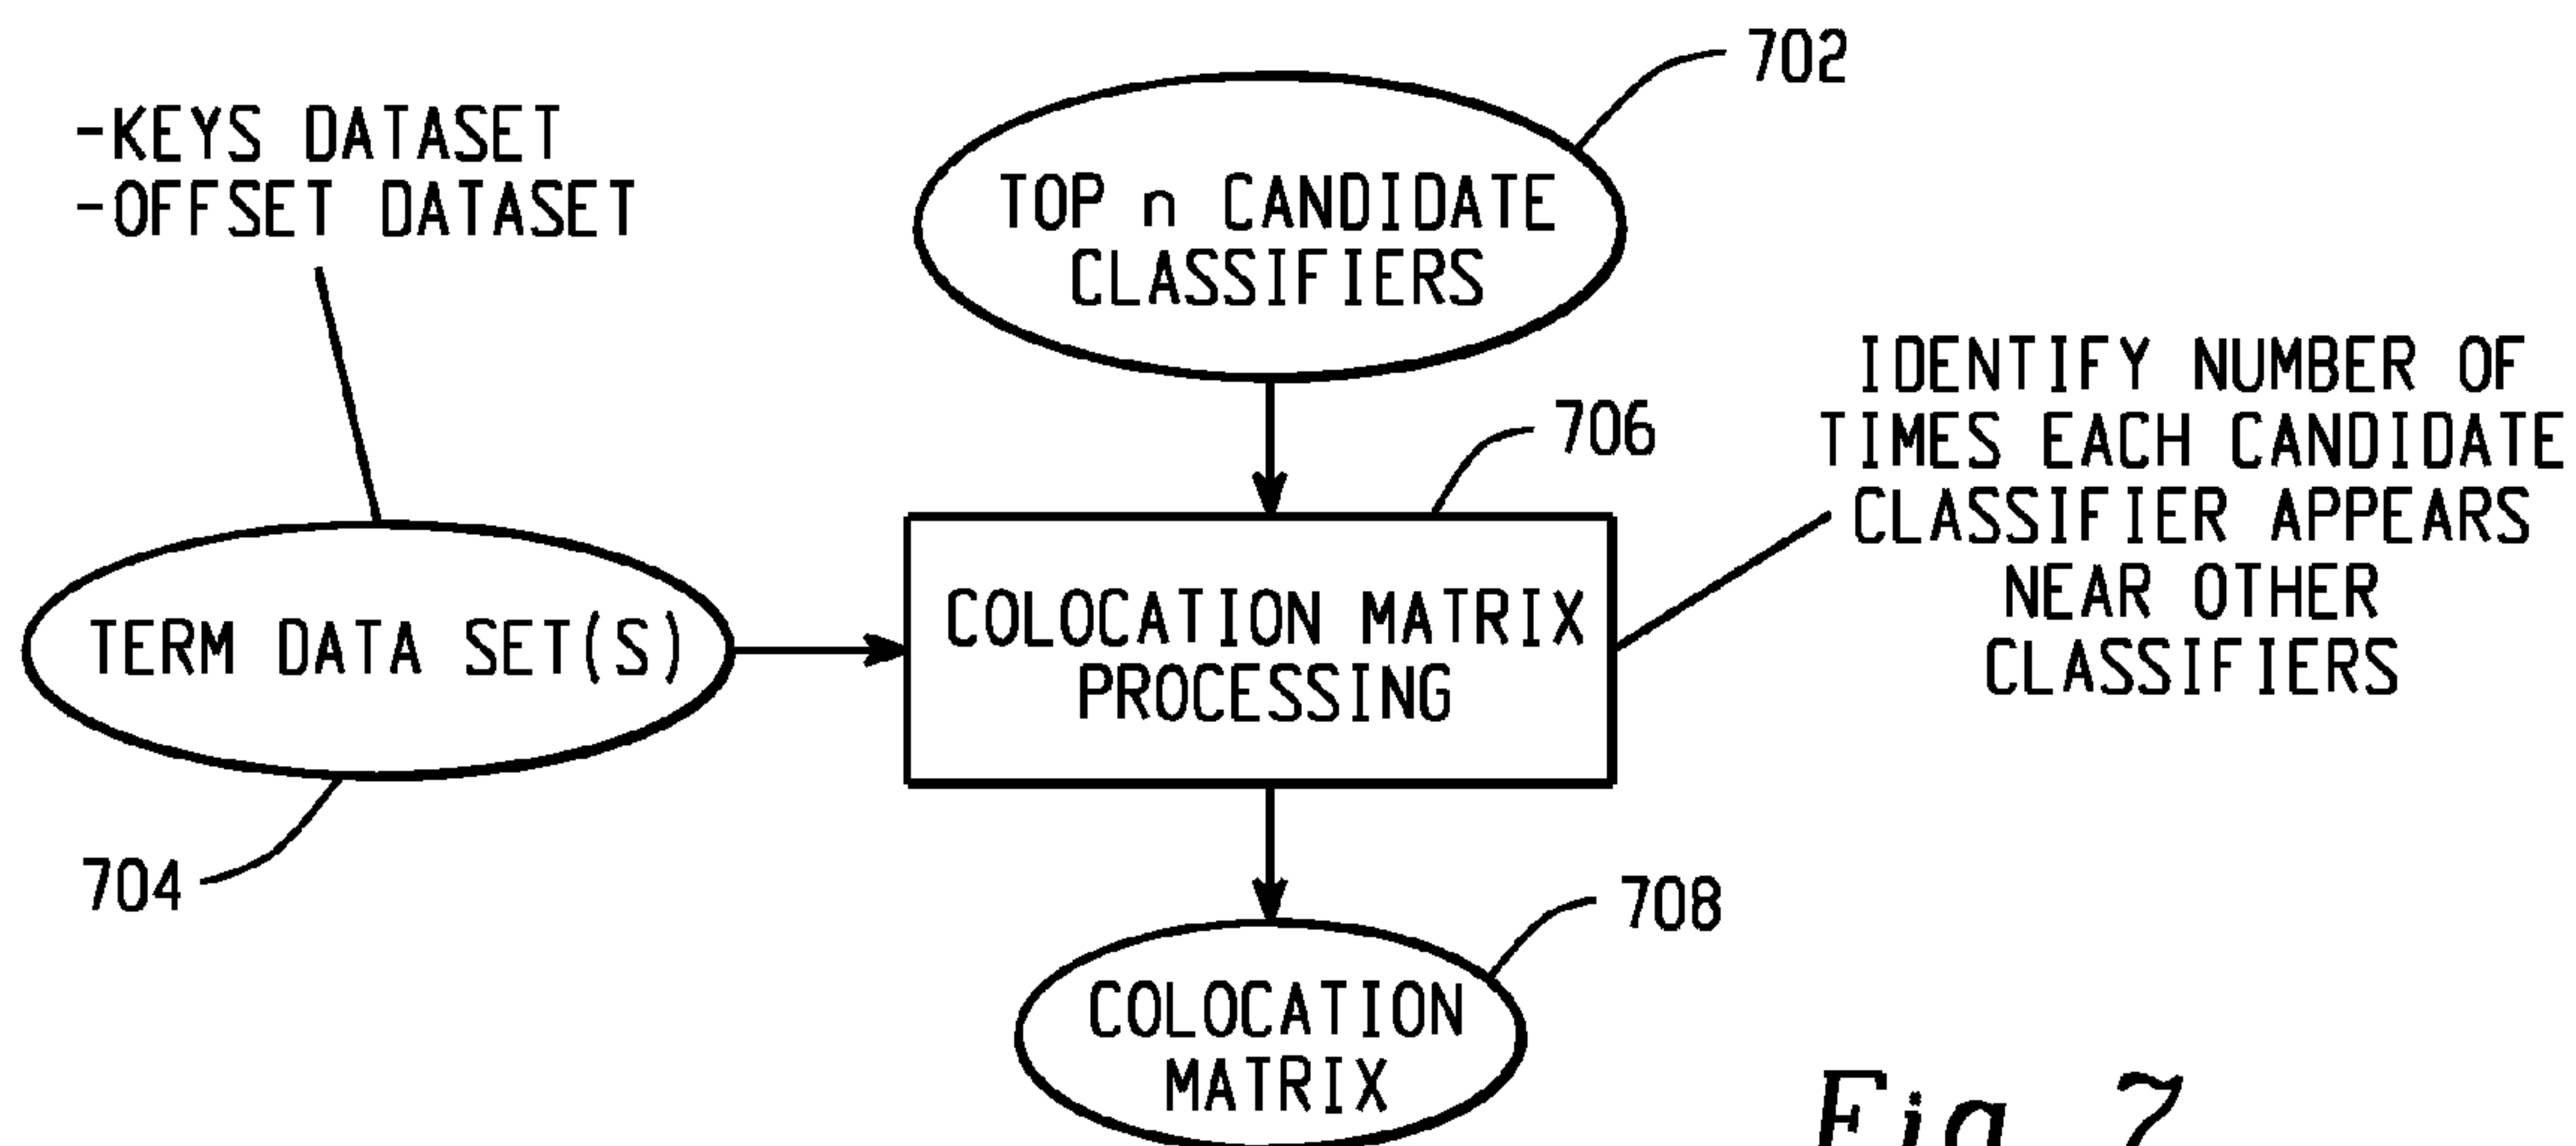 702
-KEYS DATASET
-OFFSET DATASET
TOP n CANDIDATE
CLASSIFIERS
706
IDENTIFY NUMBER OF
TIMES EACH CANDIDATE
CLASSIFIER APPEARS
NEAR OTHER
CLASSIFIERS
TERM DATA SET(S)
COLOCATION MATRIX
PROCESSING
704
708
COLOCATION
MATRIX
Fig. 7